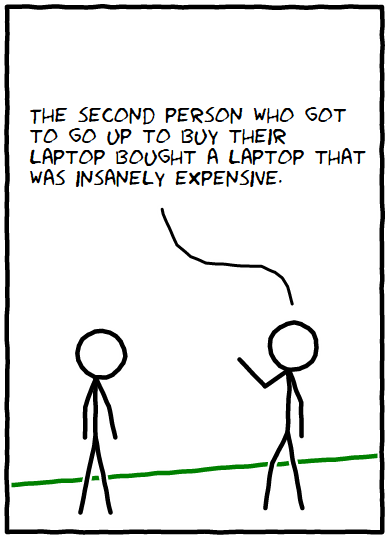 THE SECOND PERSON WHO GOT
TO GO UP TO BUY THEIR
LAPTOP BOUGHT A LAPTOP THAT
WAS INSANELY EXPENSIVE.